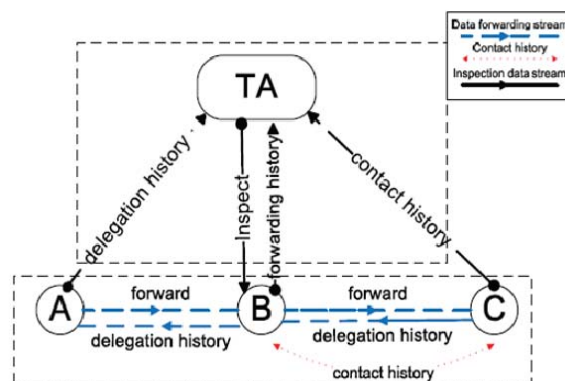 Data forwarding stream
Contact history
Inspection data stream
TA
delegation history
Inspect
forwarding history
contact history
A
forward
B
forward
C
delegation history
delegation history
contact history